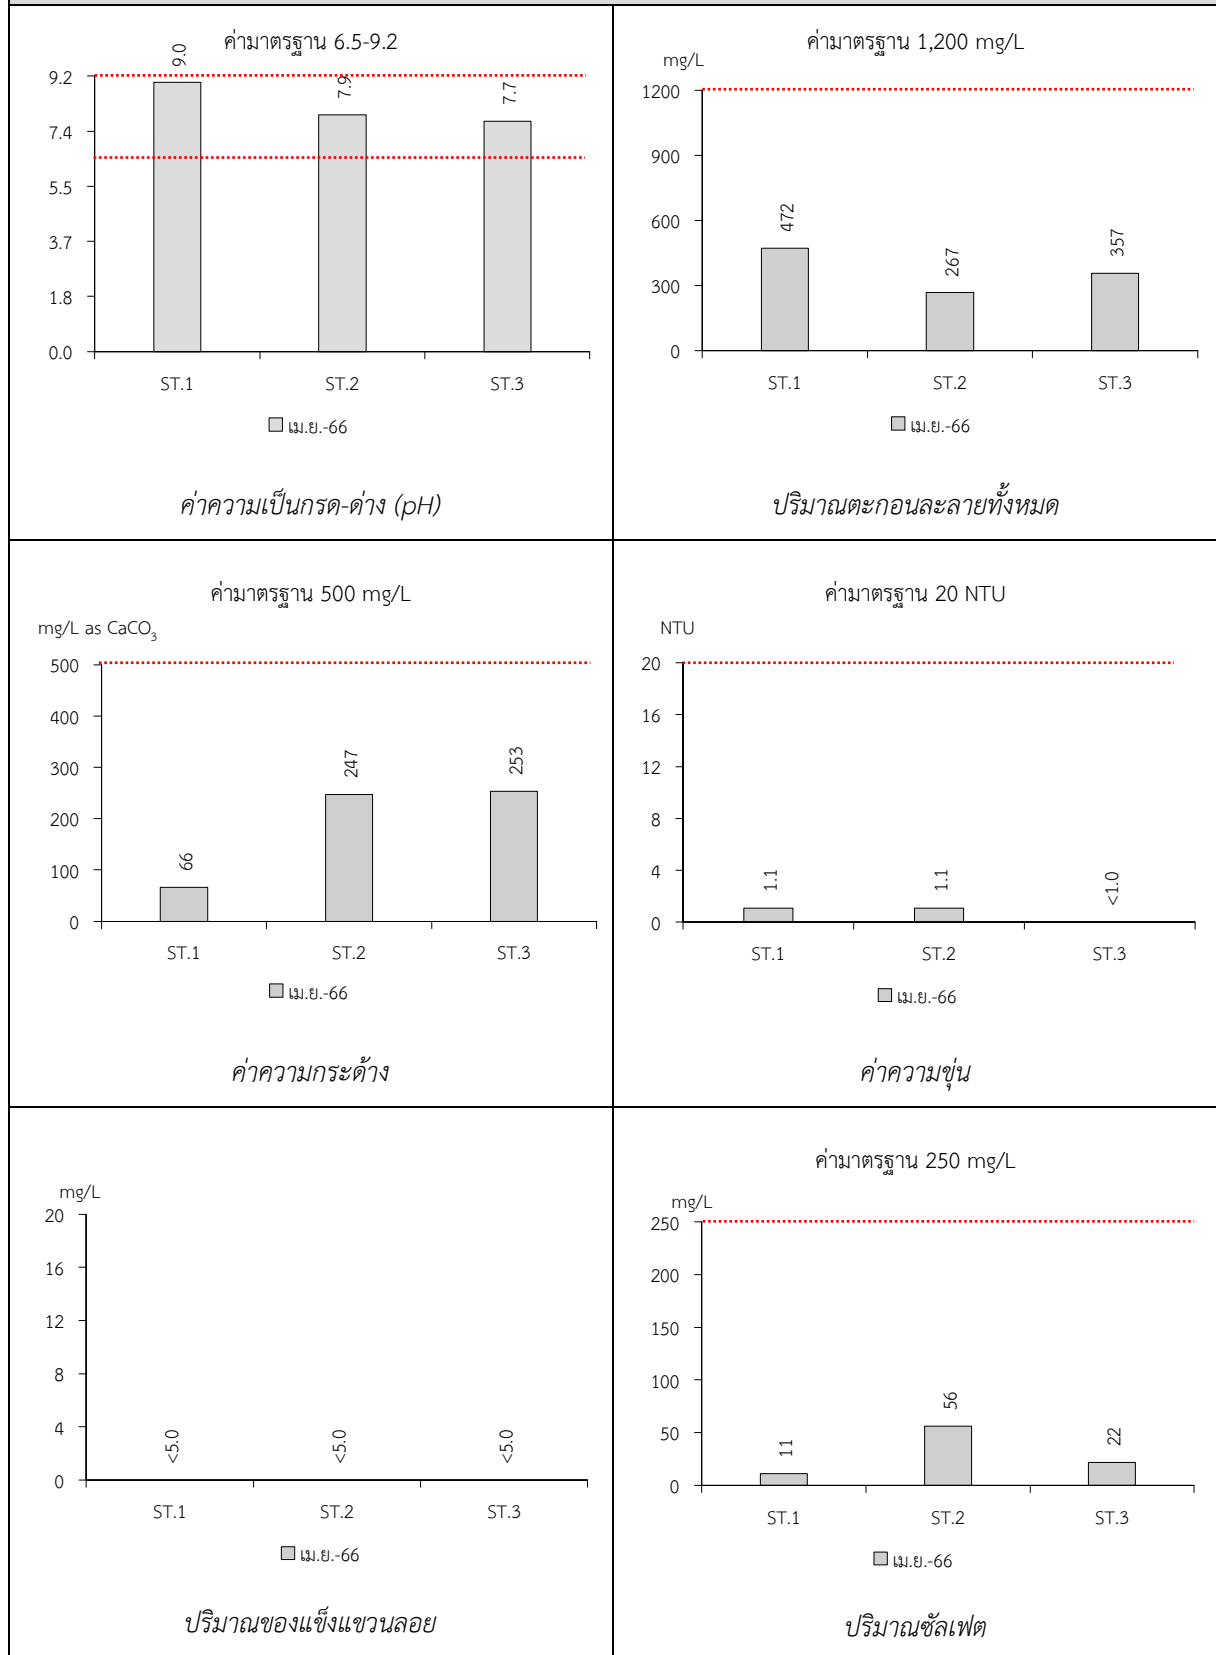 ค่ามาตรฐาน 6.5-9.2
9.2
7.4
5.5
3.7
1.8
0.0
9.0
7.9
7.7
ST.1 ST.2 ST.3
เม.ย.-66
ค่าความเป็นกรด-ด่าง (pH)
ค่ามาตรฐาน 1,200 mg/L
mg/L
1200
900
600
300
0
472
267
357
ST.1 ST.2 ST.3
เม.ย.-66
ปริมาณตะกอนละลายทั้งหมด
ค่ามาตรฐาน 500 mg/L
mg/L as CaCO₃
500
400
300
200
100
0
66
247
253
ST.1 ST.2 ST.3
เม.ย.-66
ค่าความกระด้าง
ค่ามาตรฐาน 20 NTU
NTU
20
16
12
8
4
0
1.1
1.1
<1.0
ST.1 ST.2 ST.3
เม.ย.-66
ค่าความขุ่น
mg/L
20
16
12
8
4
0
<5.0
<5.0
<5.0
ST.1 ST.2 ST.3
เม.ย.-66
ปริมาณของแข็งแขวนลอย
ค่ามาตรฐาน 250 mg/L
mg/L
250
200
150
100
50
0
11
56
22
ST.1 ST.2 ST.3
เม.ย.-66
ปริมาณซัลเฟต